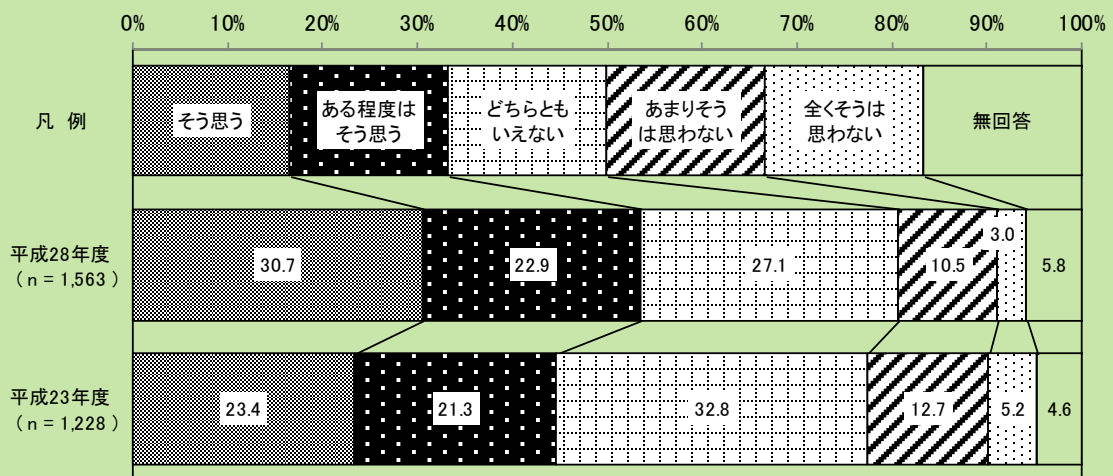 0% 10% 20% 30% 40% 50% 60% 70% 80% 90% 100%
凡 例
そう思う
ある程度は
そう思う
どちらとも
いえない
あまりそう
は思わない
全くそうは
思わない
無回答
平成28年度
（ n = 1,563 ）
30.7 22.9 27.1 10.5 3.0 5.8
平成23年度
（ n = 1,228 ）
23.4 21.3 32.8 12.7 5.2 4.6